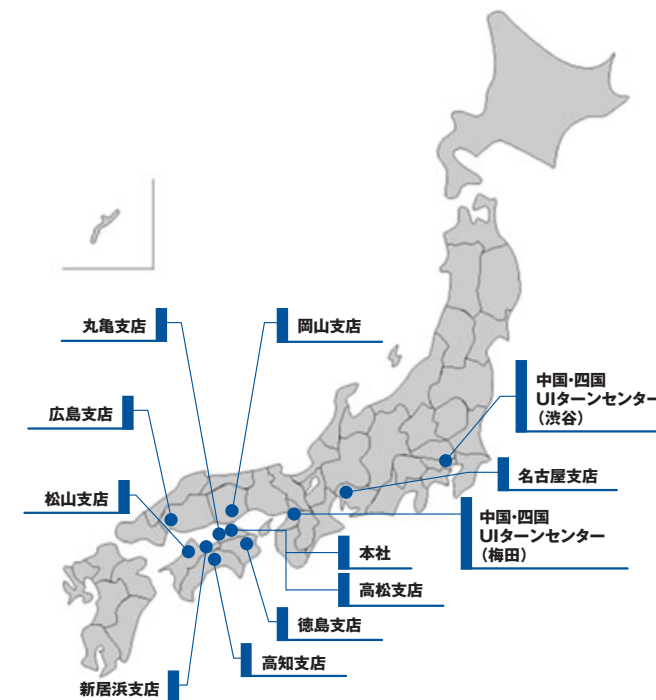 丸亀支店
岡山支店
中国・四国
UIターンセンター
（渋谷）
広島支店
名古屋支店
松山支店
中国・四国
UIターンセンター
（梅田）
本社
高松支店
徳島支店
高知支店
新居浜支店